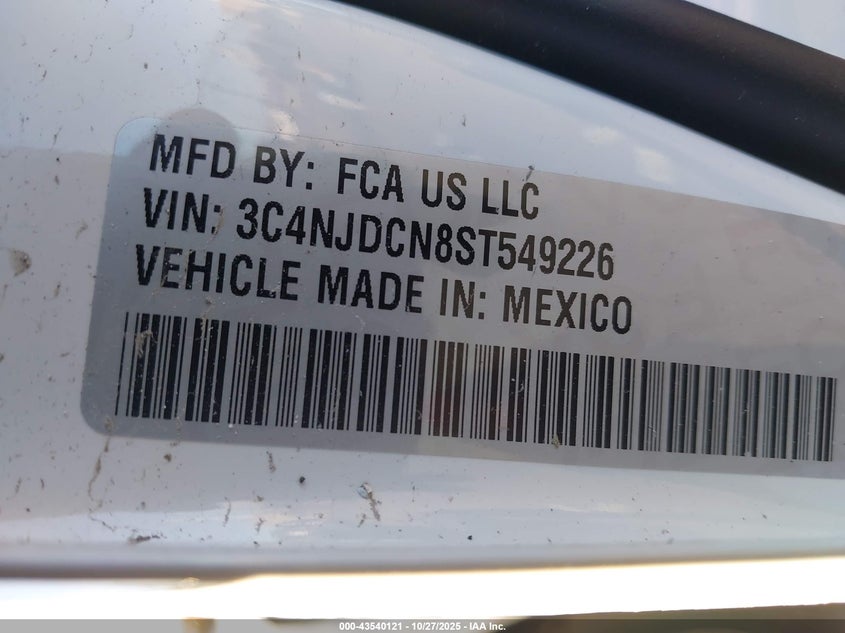 MFD BY: FCA US LLC
VIN: 3C4NJDCN8ST549226
VEHICLE MADE IN: MEXICO
000-43540121 | 10/27/2025 - IAA Inc.